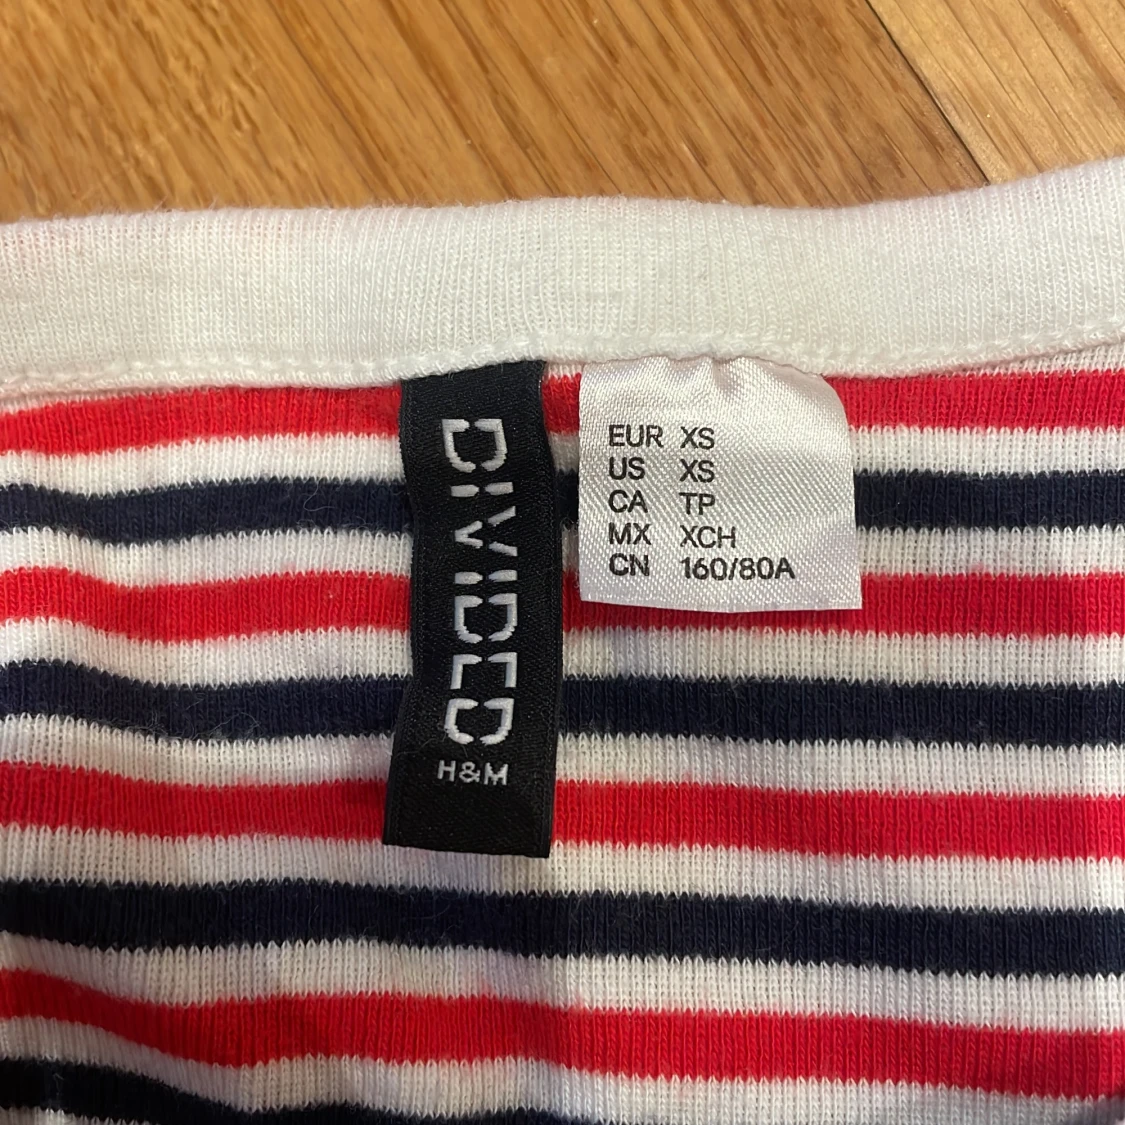 DIVIDED
H&M
EUR XS
US XS
CA TP
MX XCH
CN 160/80A